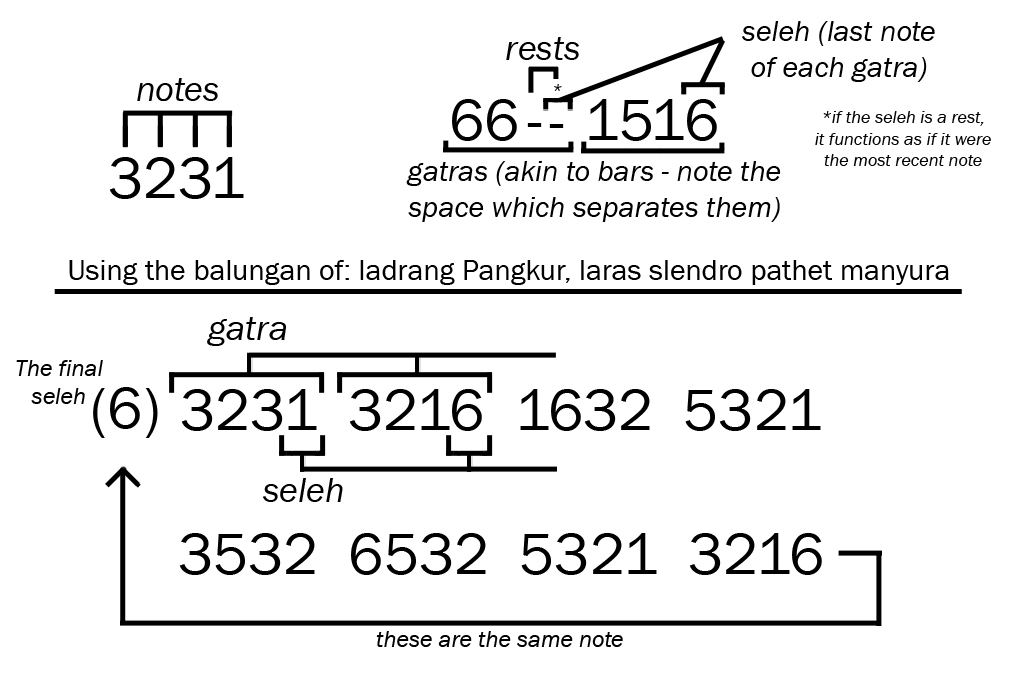 notes
3231
rests
*
66-- 1516
seleh (last note
of each gatra)
*if the seleh is a rest,
it functions as if it were
the most recent note
gatras (akin to bars - note the
space which separates them)
Using the balungan of: ladrang Pangkur, laras slendro pathet manyura
gatra
The final
seleh
(6) 3231 3216 1632 5321
seleh
3532 6532 5321 3216
these are the same note